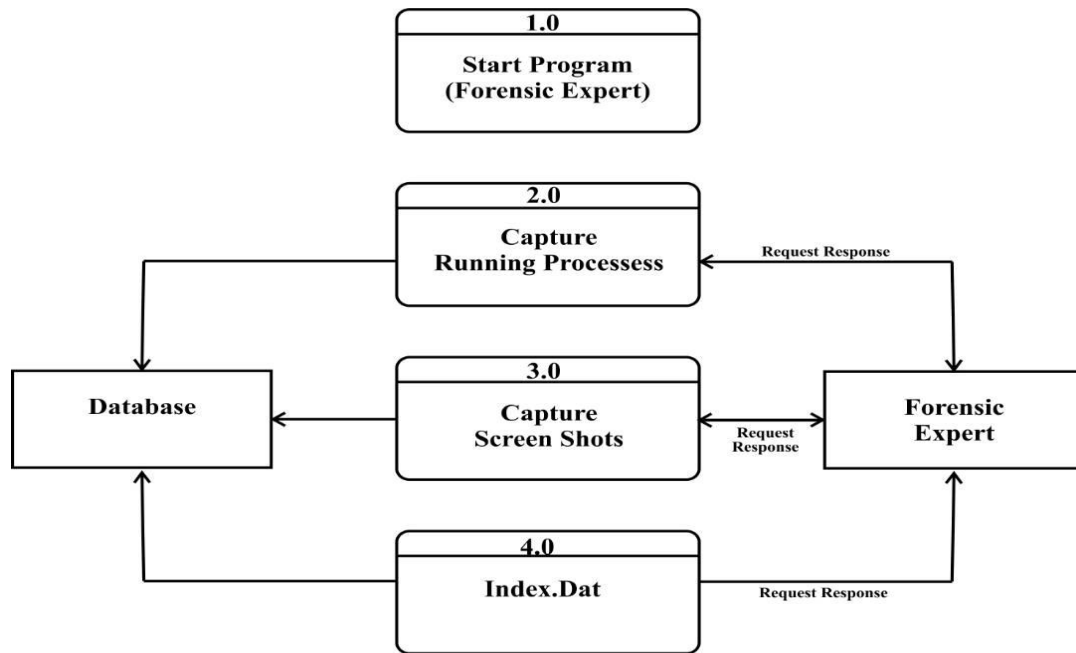 1.0
Start Program
(Forensic Expert)
2.0
Capture
Running Processess
Request Response
3.0
Capture
Screen Shots
Database
Request
Response
Forensic
Expert
4.0
Index.Dat
Request Response